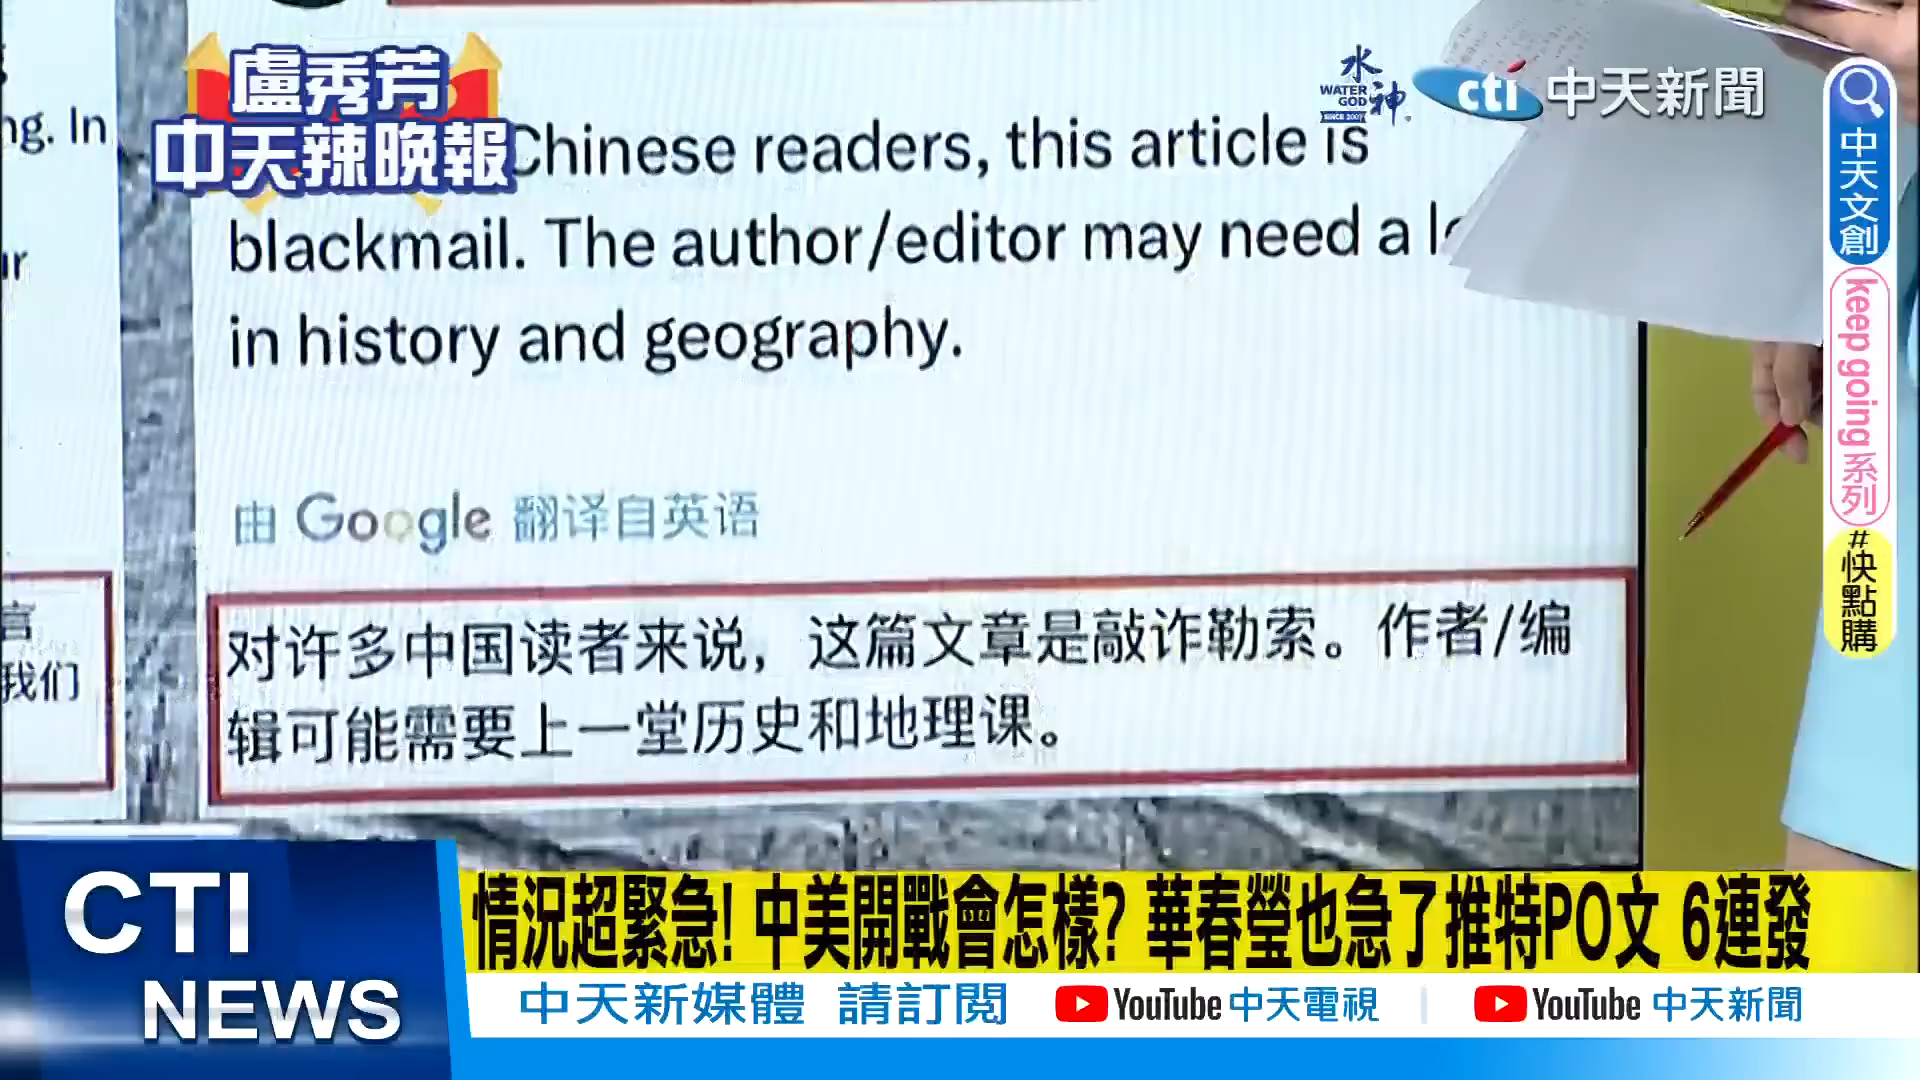 盧秀芳
中天辣晚報
水神
WATER GOD
SINCE 2007
cti 中天新聞
中天文創
keep going 系列
#快點購
ng. In
Chinese readers, this article is
blackmail. The author/editor may need a
in history and geography.
由 Google 翻译自英语
对许多中国读者来说，这篇文章是敲诈勒索。作者/编
辑可能需要上一堂历史和地理课。
言
我们
CTI
NEWS
情況超緊急! 中美開戰會怎樣? 華春瑩也急了推特PO文 6連發
中天新媒體 請訂閱 YouTube 中天電視 | YouTube 中天新聞